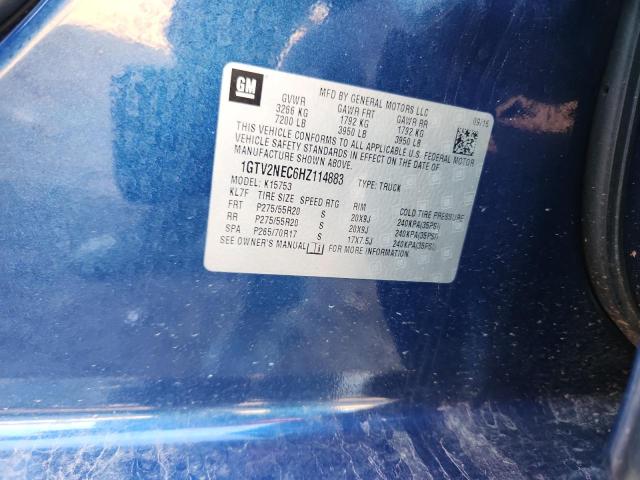 GM
MFD BY GENERAL MOTORS LLC
09/16
GVWR GAWR FRT GAWR RR
3266 KG 1792 KG 1792 KG
7200 LB 3950 LB 3950 LB
THIS VEHICLE CONFORMS TO ALL APPLICABLE U.S. FEDERAL MOTOR
VEHICLE SAFETY STANDARDS IN EFFECT ON THE DATE OF
MANUFACTURE SHOWN ABOVE.
1GTV2NEC6HZ114883 TYPE: TRUCK
MODEL: K15753
KL7F TIRE SIZE SPEED RTG RIM COLD TIRE PRESSURE
FRT P275/55R20 S 20X9J 240KPA(35PSI)
RR P275/55R20 S 20X9J 240KPA(35PSI)
SPA P265/70R17 S 17X7.5J 240KPA(35PSI)
SEE OWNER'S MANUAL FOR MORE INFORMATION